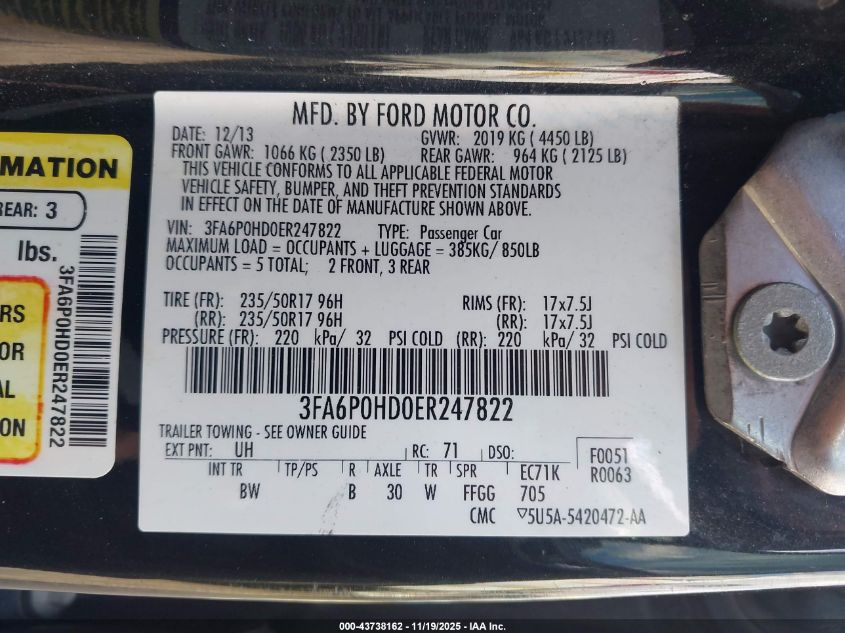 MFD. BY FORD MOTOR CO.
DATE: 12/13 GVWR: 2019 KG ( 4450 LB)
FRONT GAWR: 1066 KG ( 2350 LB) REAR GAWR: 964 KG ( 2125 LB)
THIS VEHICLE CONFORMS TO ALL APPLICABLE FEDERAL MOTOR
VEHICLE SAFETY, BUMPER, AND THEFT PREVENTION STANDARDS
IN EFFECT ON THE DATE OF MANUFACTURE SHOWN ABOVE.
VIN: 3FA6P0HD0ER247822 TYPE: Passenger Car
MAXIMUM LOAD = OCCUPANTS + LUGGAGE = 385KG/ 850LB
OCCUPANTS = 5 TOTAL; 2 FRONT, 3 REAR
TIRE (FR): 235/50R17 96H RIMS (FR): 17x7.5J
(RR): 235/50R17 96H (RR): 17x7.5J
PRESSURE (FR): 220 kPa/ 32 PSI COLD (RR): 220 kPa/ 32 PSI COLD
3FA6P0HD0ER247822
TRAILER TOWING - SEE OWNER GUIDE
EXT PNT: UH RC: 71 DSO: F0051
R0063
INT TR TP/PS R AXLE TR SPR EC71K
BW B 30 W FFGG 705
CMC ▽5U5A-5420472-AA
MATION
REAR: 3
lbs.
RS
OR
AL
ON
3FA6P0HD0ER247822
000-43738162 - 11/19/2025 - IAA Inc.